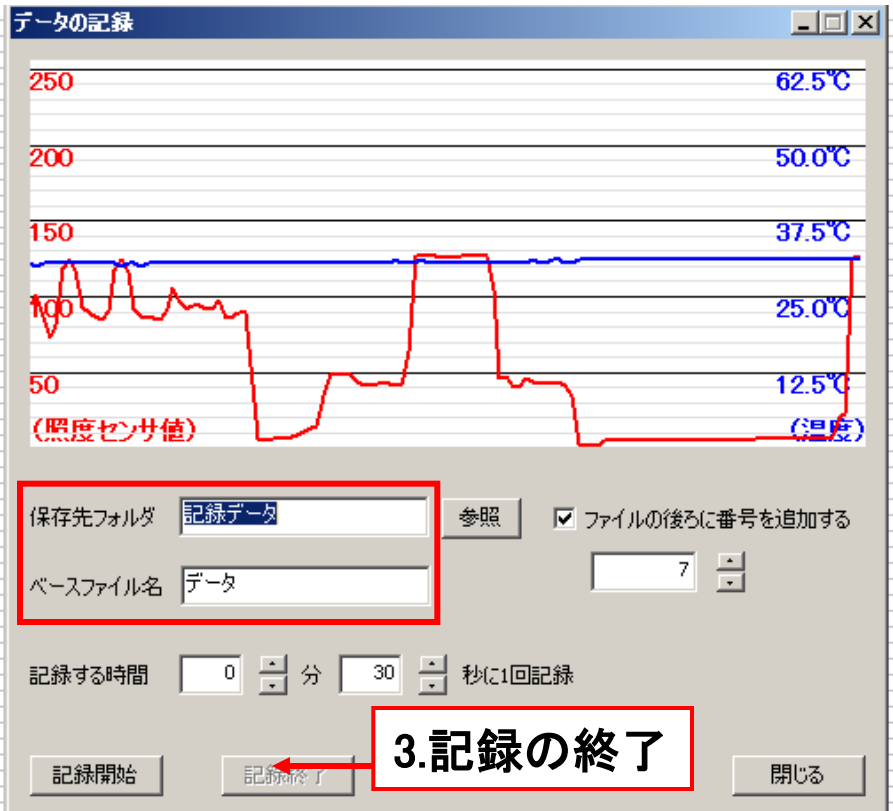 データの記録
250 62.5℃
200 50.0℃
150 37.5℃
100 25.0℃
50 12.5℃
(照度センサ値) (温度)
保存先フォルダ 記録データ 参照 ファイルの後ろに番号を追加する
7
ベースファイル名 データ
記録する時間 0 分 30 秒に1回記録
3.記録の終了
記録開始 記録終了 閉じる